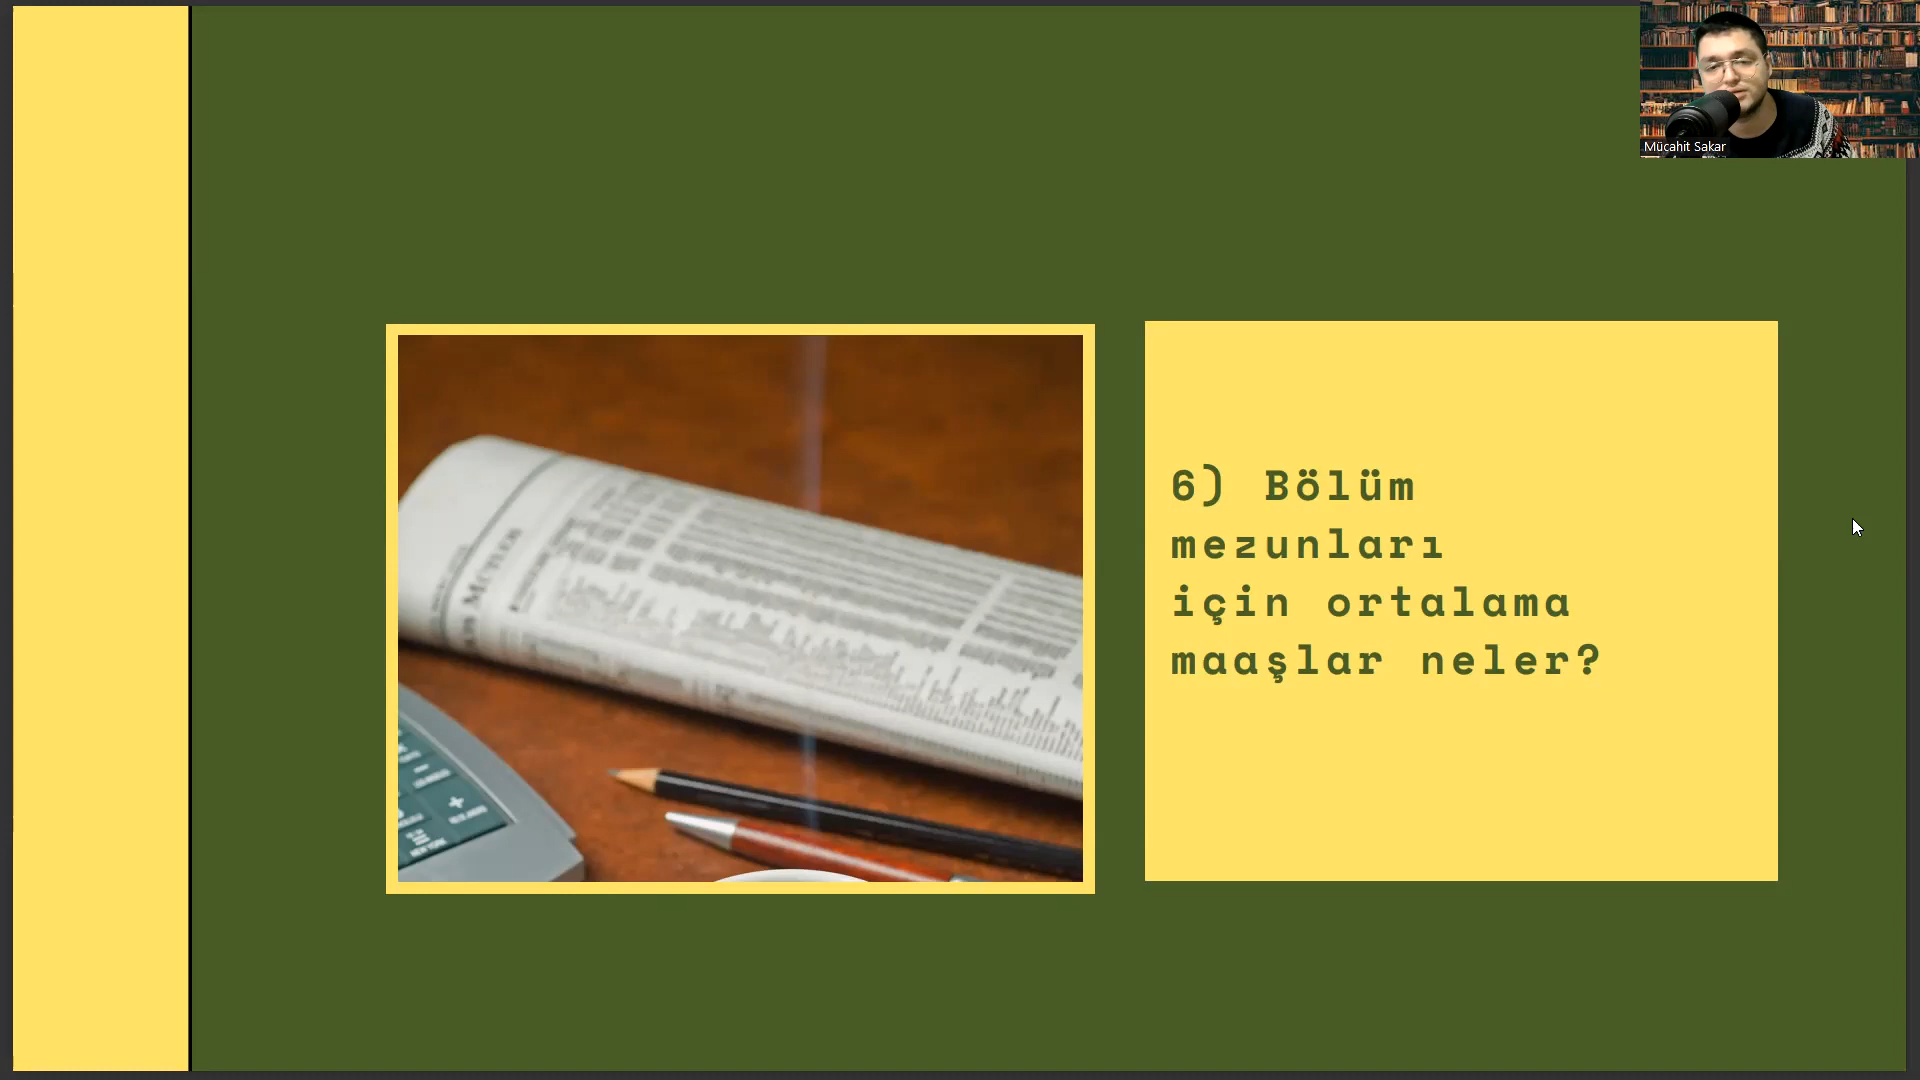 Mücahit Sakar
6) Bölüm
mezunları
için ortalama
maaşlar neler?